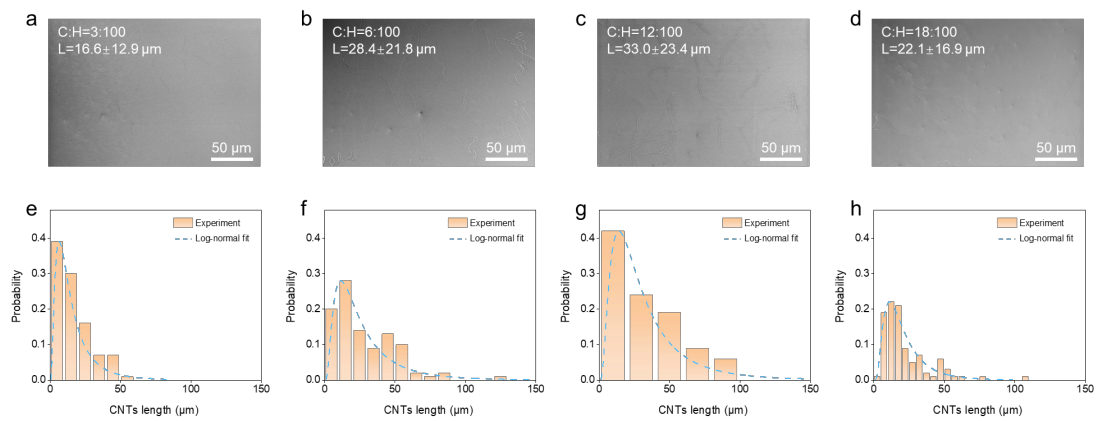 a
C:H=3:100
L=16.6±12.9 μm
50 μm
b
C:H=6:100
L=28.4±21.8 μm
50 μm
c
C:H=12:100
L=33.0±23.4 μm
50 μm
d
C:H=18:100
L=22.1±16.9 μm
50 μm
e
Experiment
Log-normal fit
Probability
0.4
0.3
0.2
0.1
0.0
0 50 100 150
CNTs length (μm)
f
Experiment
Log-normal fit
Probability
0.4
0.3
0.2
0.1
0.0
0 50 100 150
CNTs length (μm)
g
Experiment
Log-normal fit
Probability
0.4
0.3
0.2
0.1
0.0
0 50 100 150
CNTs length (μm)
h
Experiment
Log-normal fit
Probability
0.4
0.3
0.2
0.1
0.0
0 50 100 150
CNTs length (μm)